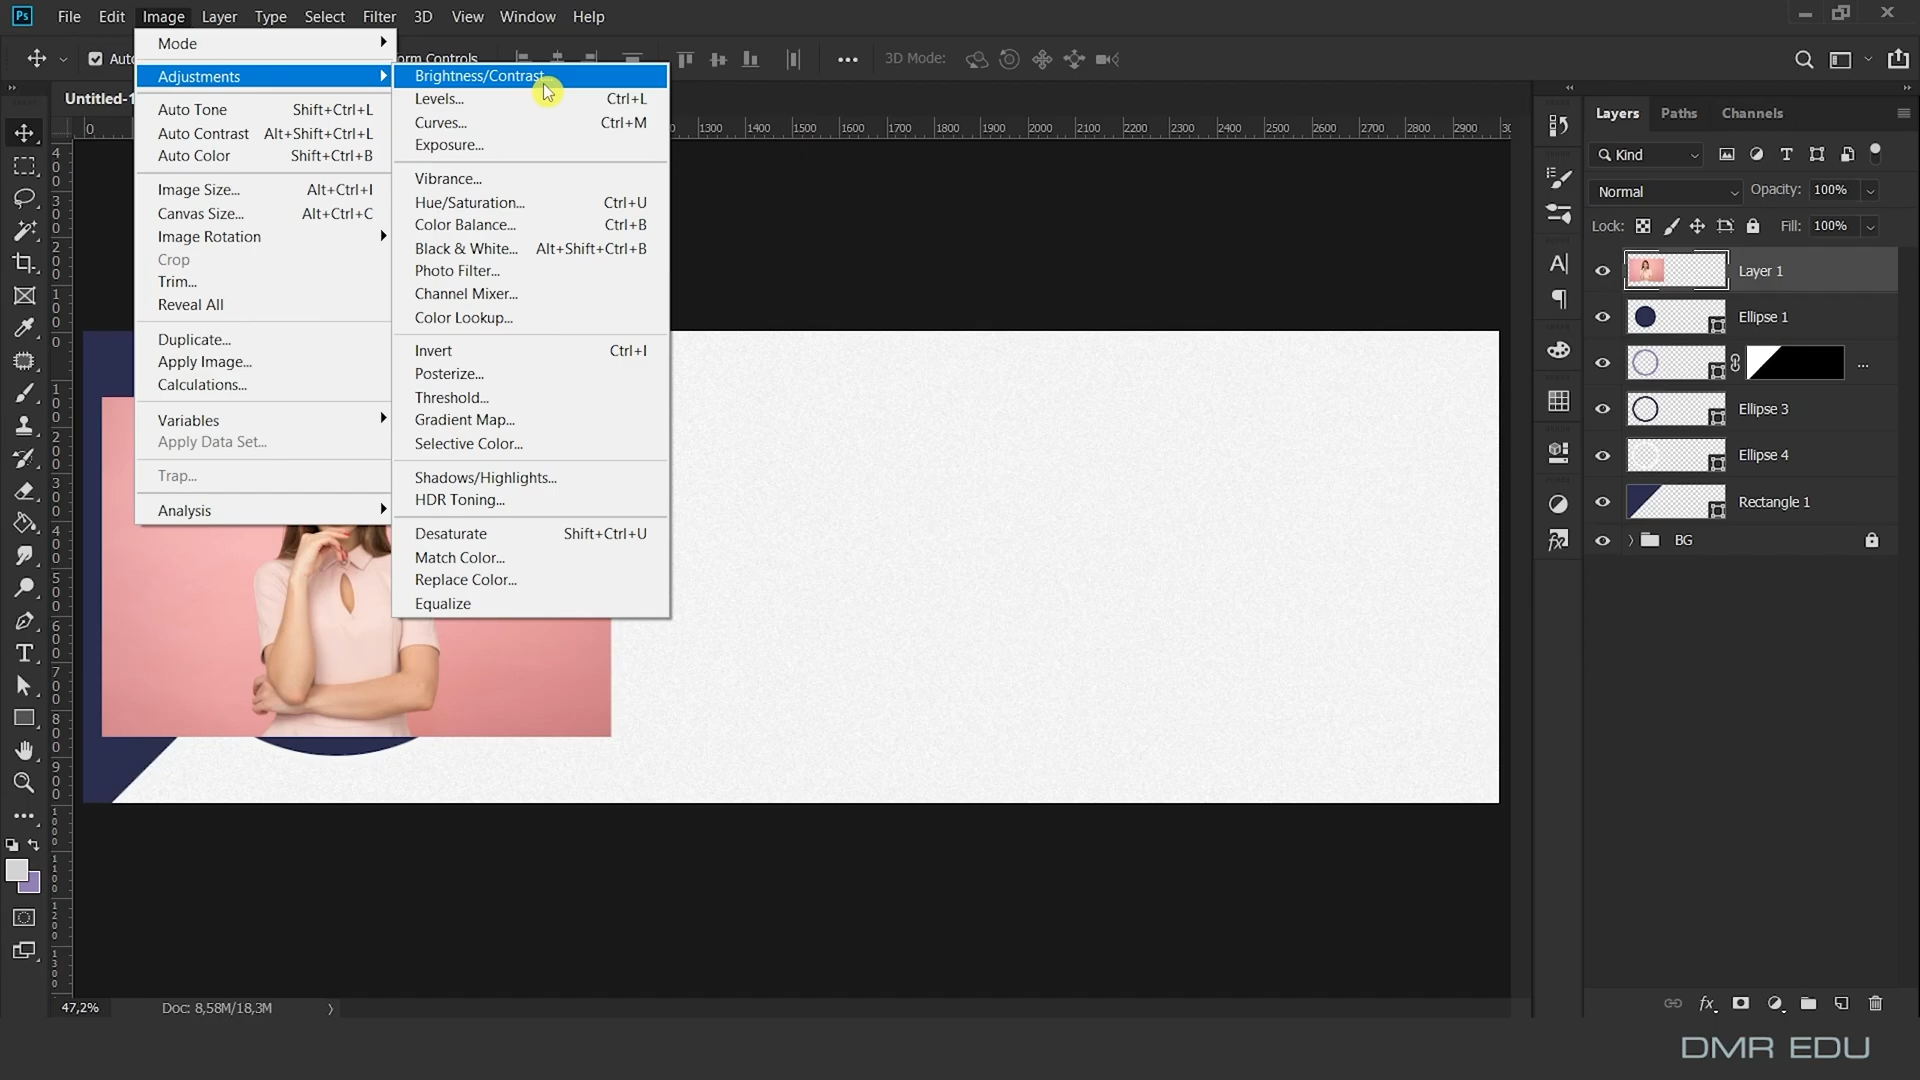 Ps File Edit Image Layer Type Select Filter 3D View Window Help
3D Mode:
Untitled-1
Mode
Adjustments
Auto Tone Shift+Ctrl+L
Auto Contrast Alt+Shift+Ctrl+L
Auto Color Shift+Ctrl+B
Image Size... Alt+Ctrl+I
Canvas Size... Alt+Ctrl+C
Image Rotation
Crop
Trim...
Reveal All
Duplicate...
Apply Image...
Calculations...
Variables
Apply Data Set...
Trap...
Analysis
Brightness/Contrast...
Levels... Ctrl+L
Curves... Ctrl+M
Exposure...
Vibrance...
Hue/Saturation... Ctrl+U
Color Balance... Ctrl+B
Black & White... Alt+Shift+Ctrl+B
Photo Filter...
Channel Mixer...
Color Lookup...
Invert Ctrl+I
Posterize...
Threshold...
Gradient Map...
Selective Color...
Shadows/Highlights...
HDR Toning...
Desaturate Shift+Ctrl+U
Match Color...
Replace Color...
Equalize
0 1300 1400 1500 1600 1700 1800 1900 2000 2100 2200 2300 2400 2500 2600 2700 2800 2900
Layers Paths Channels
Kind
Normal Opacity: 100%
Lock: Fill: 100%
Layer 1
Ellipse 1
...
Ellipse 3
Ellipse 4
Rectangle 1
BG
47,2% Doc: 8,58M/18,3M
DMR EDU